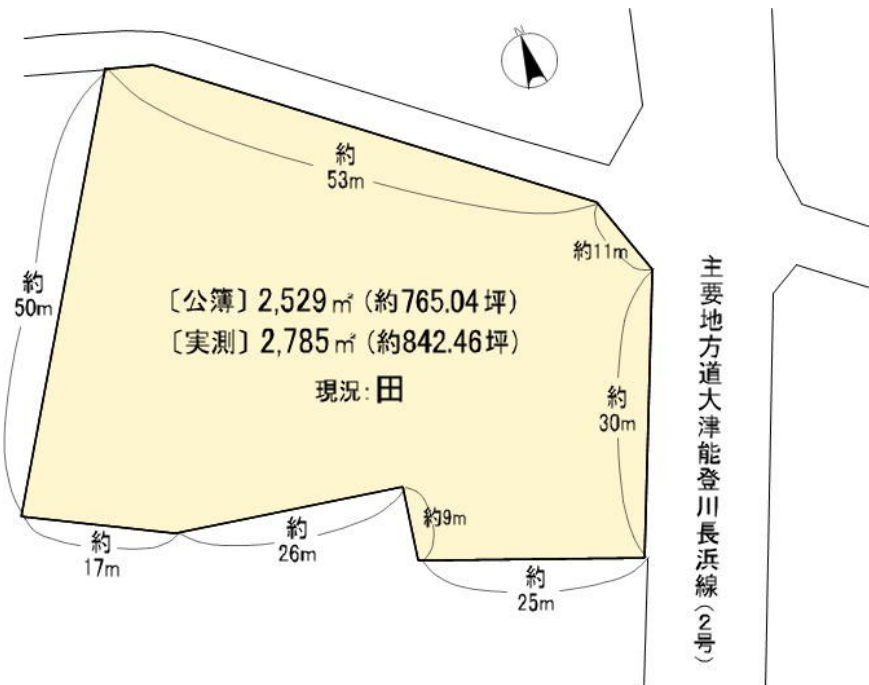 N
約
53m
約11m
約
50m
〔公簿〕2,529㎡(約765.04坪)
〔実測〕2,785㎡(約842.46坪)
現況:田
約
30m
約9m
約
17m
約
26m
約
25m
主要地方道大津能登川長浜線(2号)